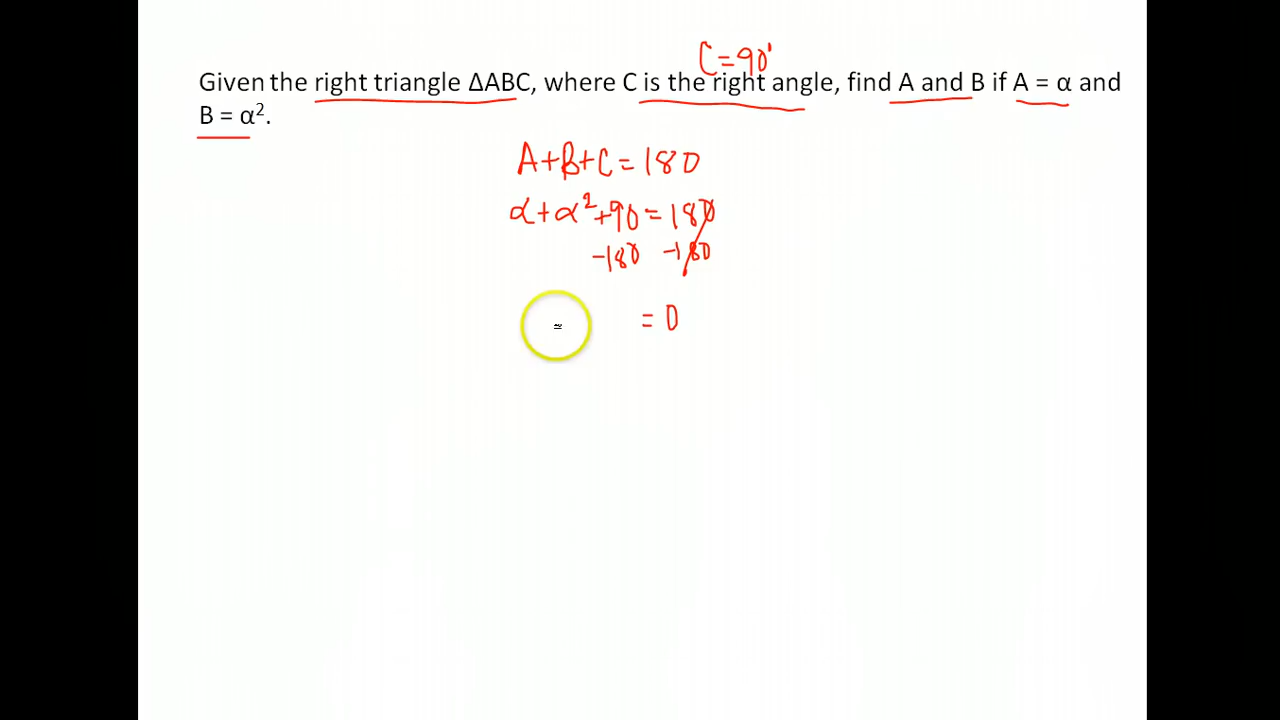 C=90°
Given the right triangle ΔABC, where C is the right angle, find A and B if A = α and
B = α².
A+B+C=180
α+α²+90=180
-180 -180
= 0